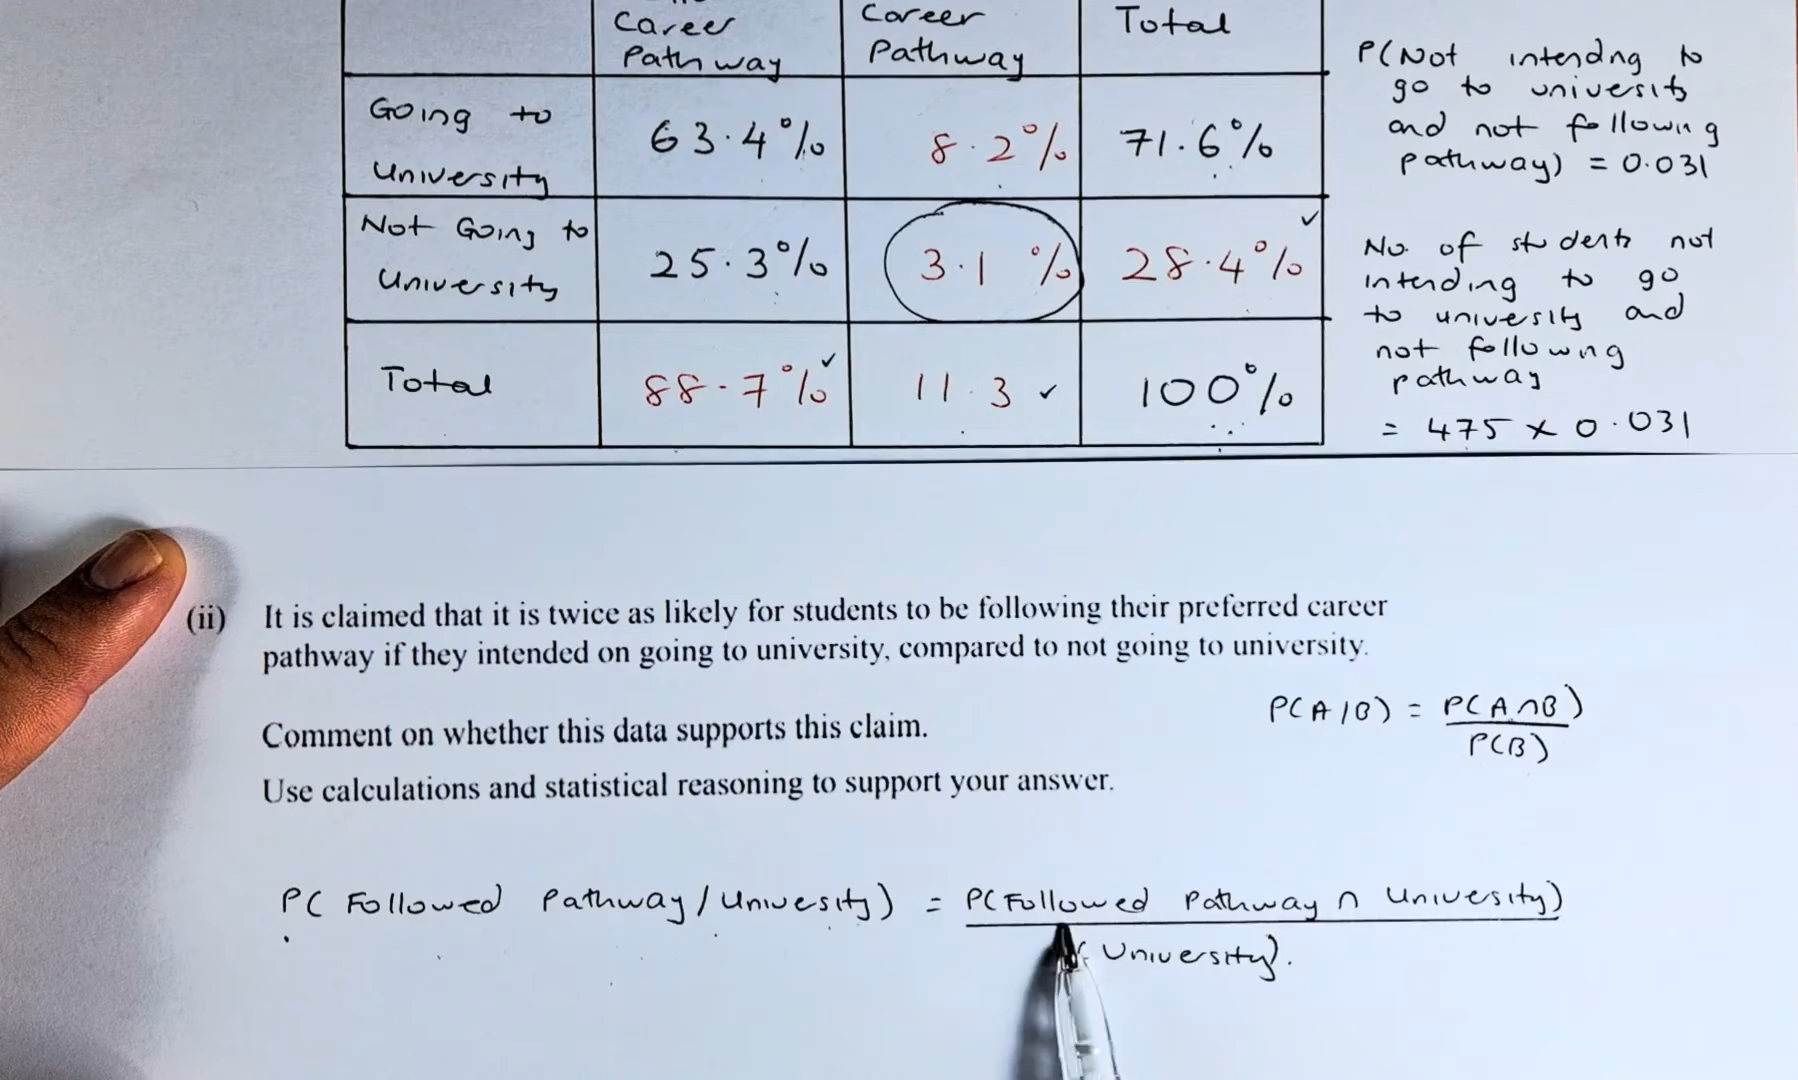 Career Career Total
Pathway Pathway
Going to
University 63.4% 8.2% 71.6%
Not Going to
University 25.3% 3.1% 28.4% ✓
Total 88.7% ✓ 11.3 ✓ 100%
P(Not intendng to
go to university
and not following
pathway) = 0.031
No. of students not
intending to go
to university and
not following
pathway
= 475 x 0.031
(ii) It is claimed that it is twice as likely for students to be following their preferred career
pathway if they intended on going to university, compared to not going to university.
P(A/B) = P(A∩B)
P(B)
Comment on whether this data supports this claim.
Use calculations and statistical reasoning to support your answer.
P( Followed Pathway/Univesity) = P(Followed Pathway ∩ University)
( University).